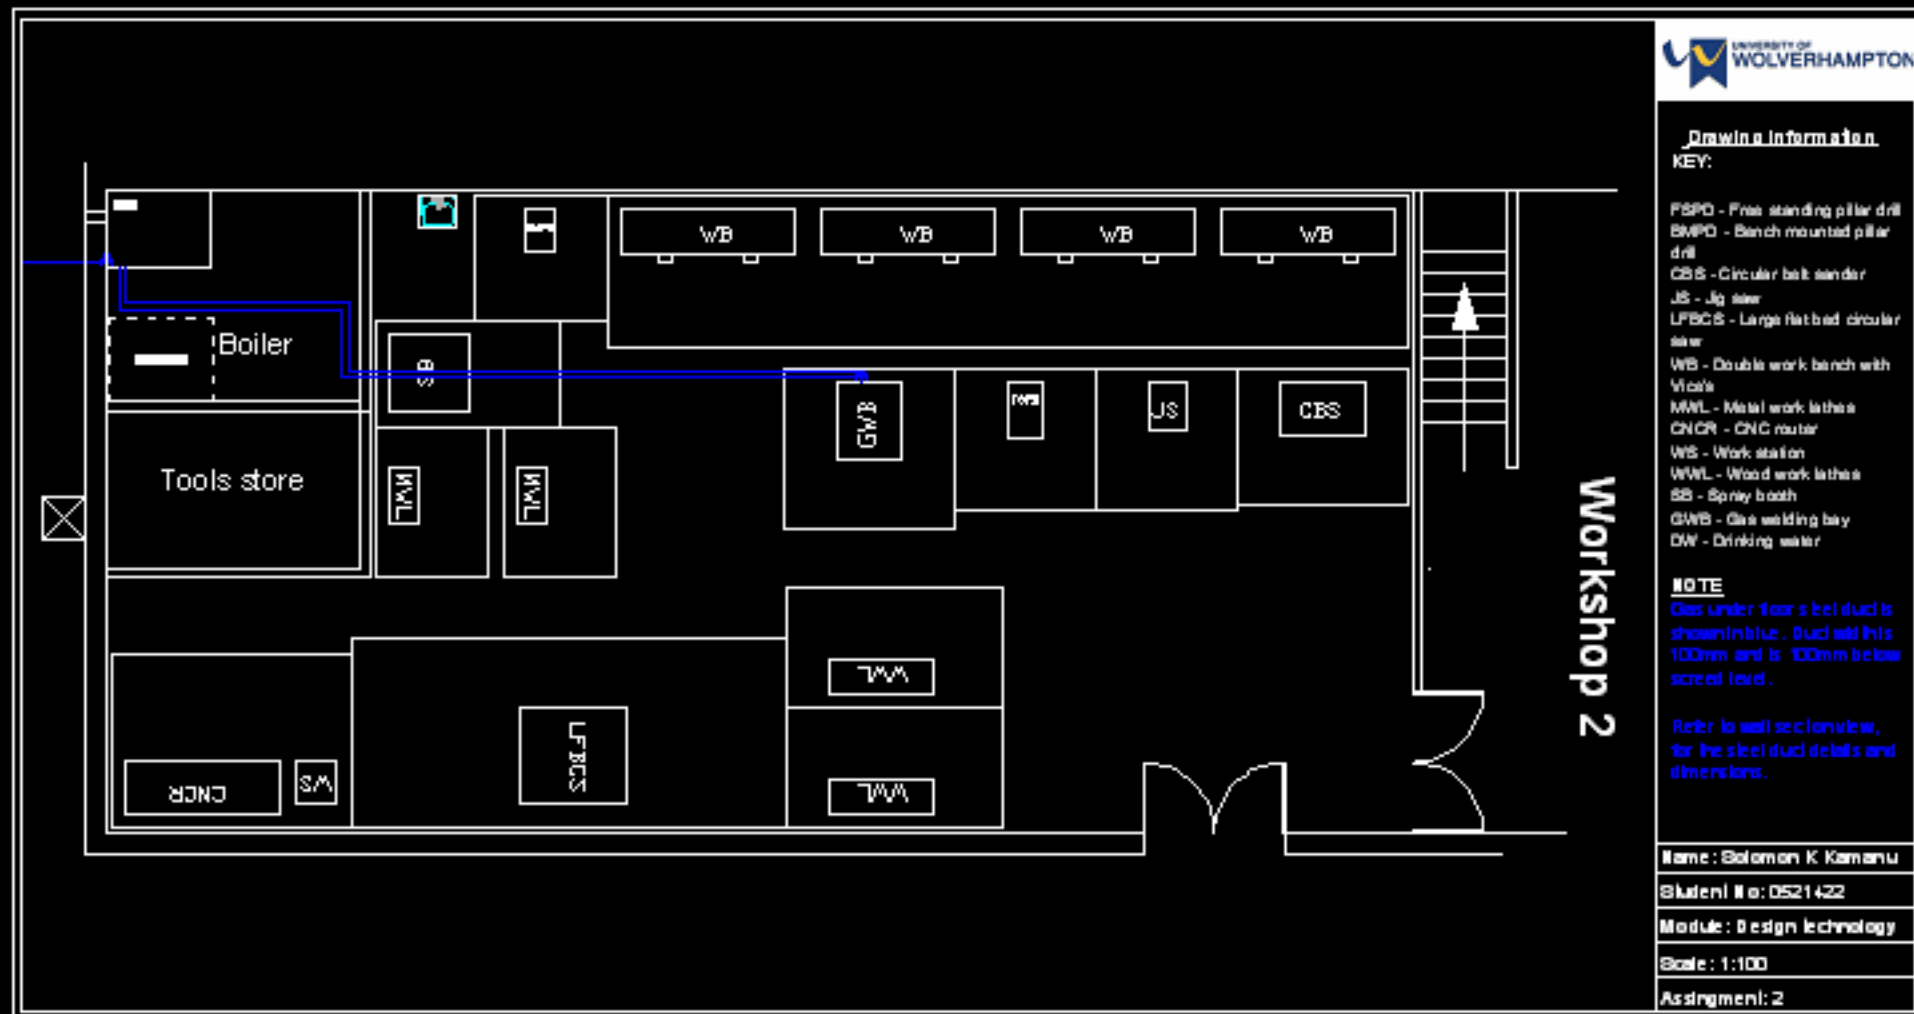 UNIVERSITY OF
WOLVERHAMPTON
Drawing Information
KEY:
FSPD - Free standing pillar drill
BMPD - Bench mounted pillar
drill
CBS - Circular belt sander
JS - Jig saw
LFBCS - Large flat bed circular
saw
WB - Double work bench with
Vice's
MWL - Metal work lathes
CNCR - CNC router
WS - Work station
WWL - Wood work lathes
SB - Spray booth
GWB - Gas welding bay
DW - Drinking water
NOTE
Gas under floor steel duct is
shown in blue. Duct width is
100mm and is 100mm below
screed level.
Refer to wall section view,
for the steel duct details and
dimensions.
Name: Solomon K Kamanu
Student No: 0521422
Module: Design technology
Scale: 1:100
Assingment: 2
WB
WB
WB
WB
Boiler
SB
GWB
JS
CBS
Tools store
MWL
MWL
Workshop 2
WWL
LFBCS
WWL
CNCR
WS